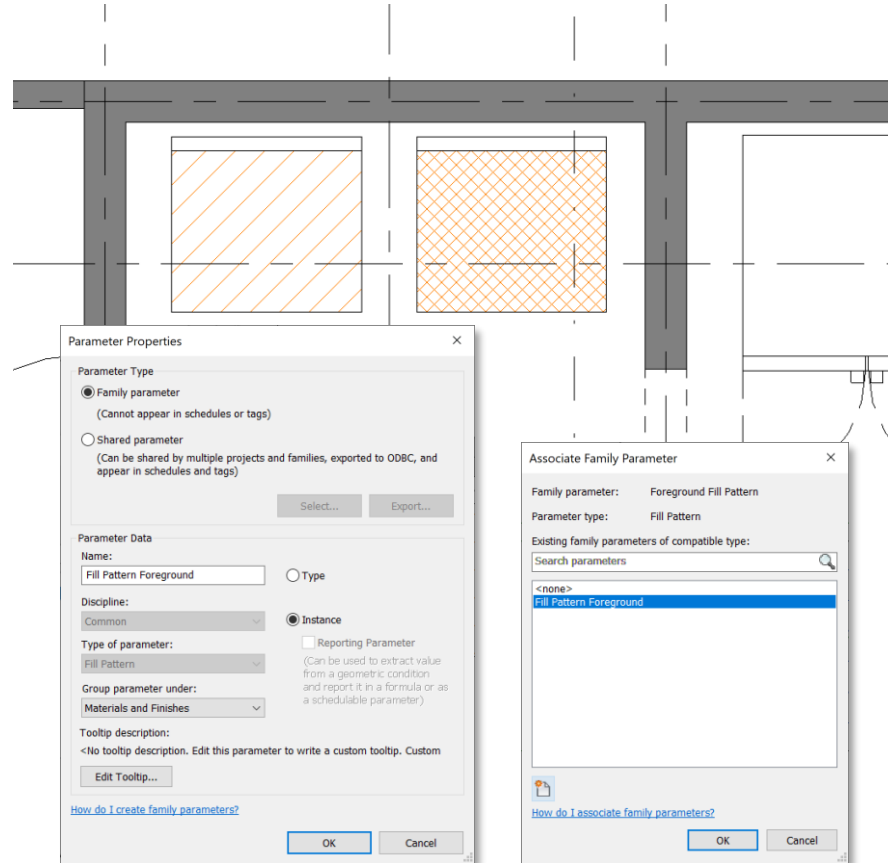 Parameter Properties
Parameter Type
Family parameter
(Cannot appear in schedules or tags)
Shared parameter
(Can be shared by multiple projects and families, exported to ODBC, and
appear in schedules and tags)
Select...
Export...
Parameter Data
Name:
Fill Pattern Foreground
Type
Discipline:
Common
Instance
Type of parameter:
Reporting Parameter
Fill Pattern
(Can be used to extract value
from a geometric condition
and report it in a formula or as
a schedulable parameter)
Group parameter under:
Materials and Finishes
Tooltip description:
<No tooltip description. Edit this parameter to write a custom tooltip. Custom
Edit Tooltip...
How do I create family parameters?
OK
Cancel
Associate Family Parameter
Family parameter: Foreground Fill Pattern
Parameter type: Fill Pattern
Existing family parameters of compatible type:
Search parameters
<none>
Fill Pattern Foreground
How do I associate family parameters?
OK
Cancel